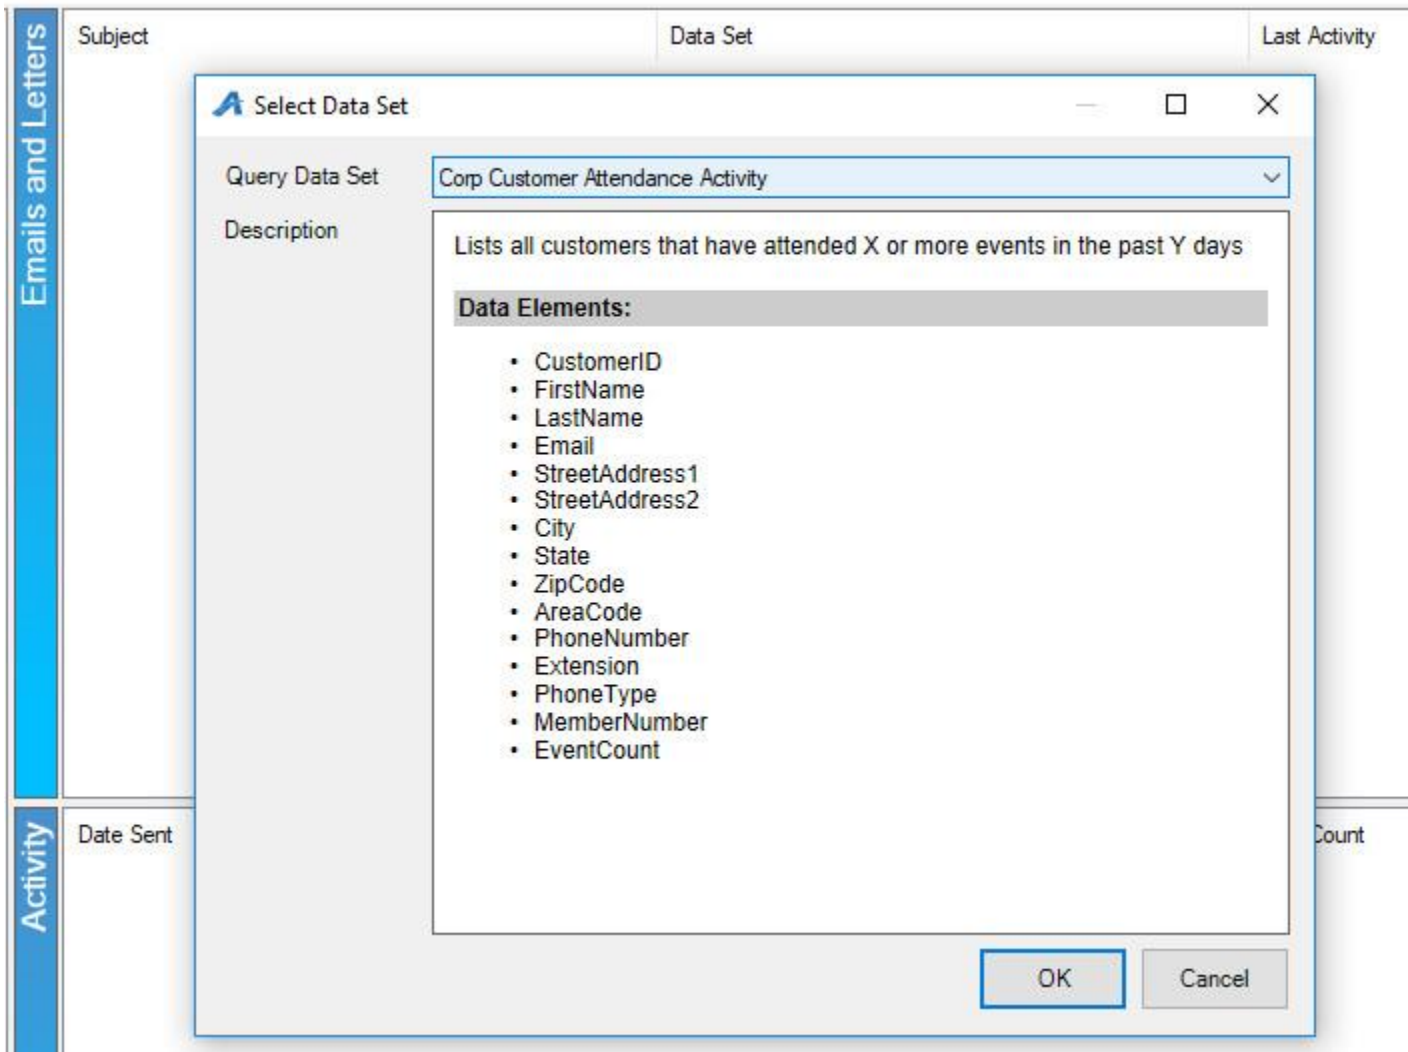 Emails and Letters
Subject Data Set Last Activity
Select Data Set
Query Data Set Corp Customer Attendance Activity
Description
Lists all customers that have attended X or more events in the past Y days
Data Elements:
• CustomerID
• FirstName
• LastName
• Email
• StreetAddress1
• StreetAddress2
• City
• State
• ZipCode
• AreaCode
• PhoneNumber
• Extension
• PhoneType
• MemberNumber
• EventCount
OK Cancel
Activity
Date Sent Count